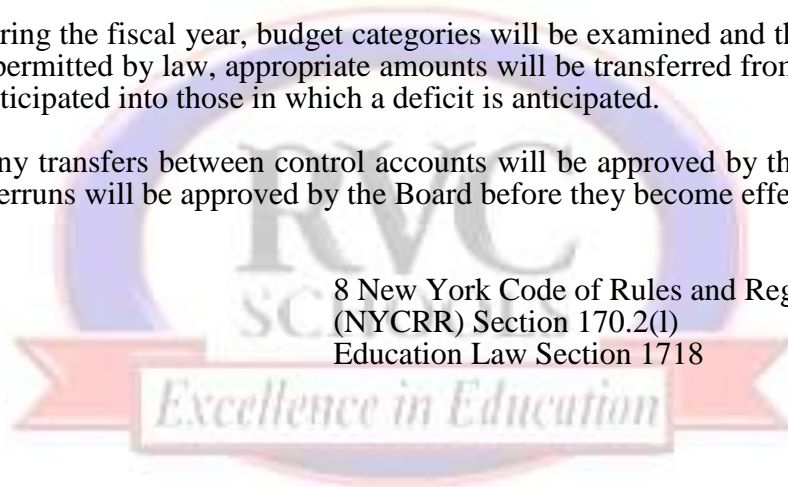 ring the fiscal year, budget categories will be examined and th
permitted by law, appropriate amounts will be transferred from
ticipated into those in which a deficit is anticipated.
ny transfers between control accounts will be approved by th
erruns will be approved by the Board before they become effe
RVC
SCHOOLS
8 New York Code of Rules and Reg
(NYCRR) Section 170.2(l)
Education Law Section 1718
Excellence in Education